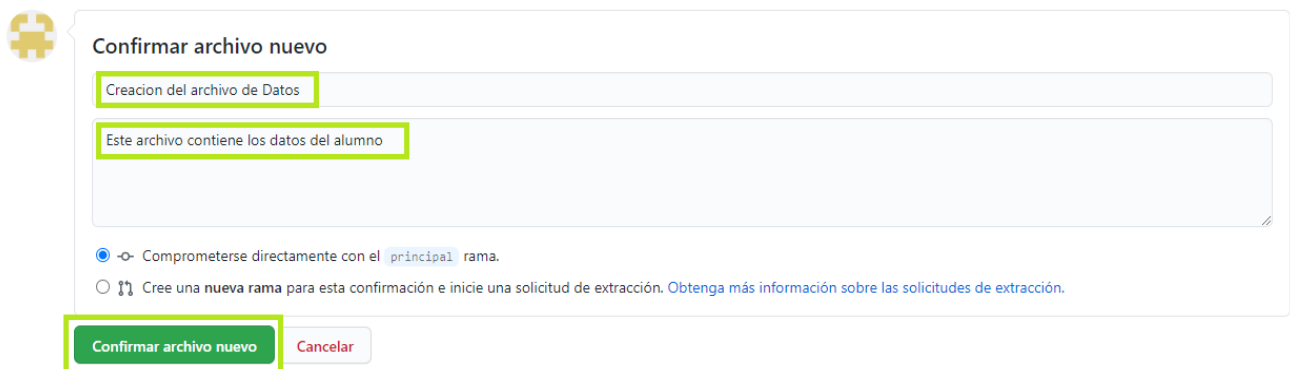 Confirmar archivo nuevo
Creacion del archivo de Datos
Este archivo contiene los datos del alumno
Comprometerse directamente con el principal rama.
Cree una nueva rama para esta confirmación e inicie una solicitud de extracción. Obtenga más información sobre las solicitudes de extracción.
Confirmar archivo nuevo Cancelar